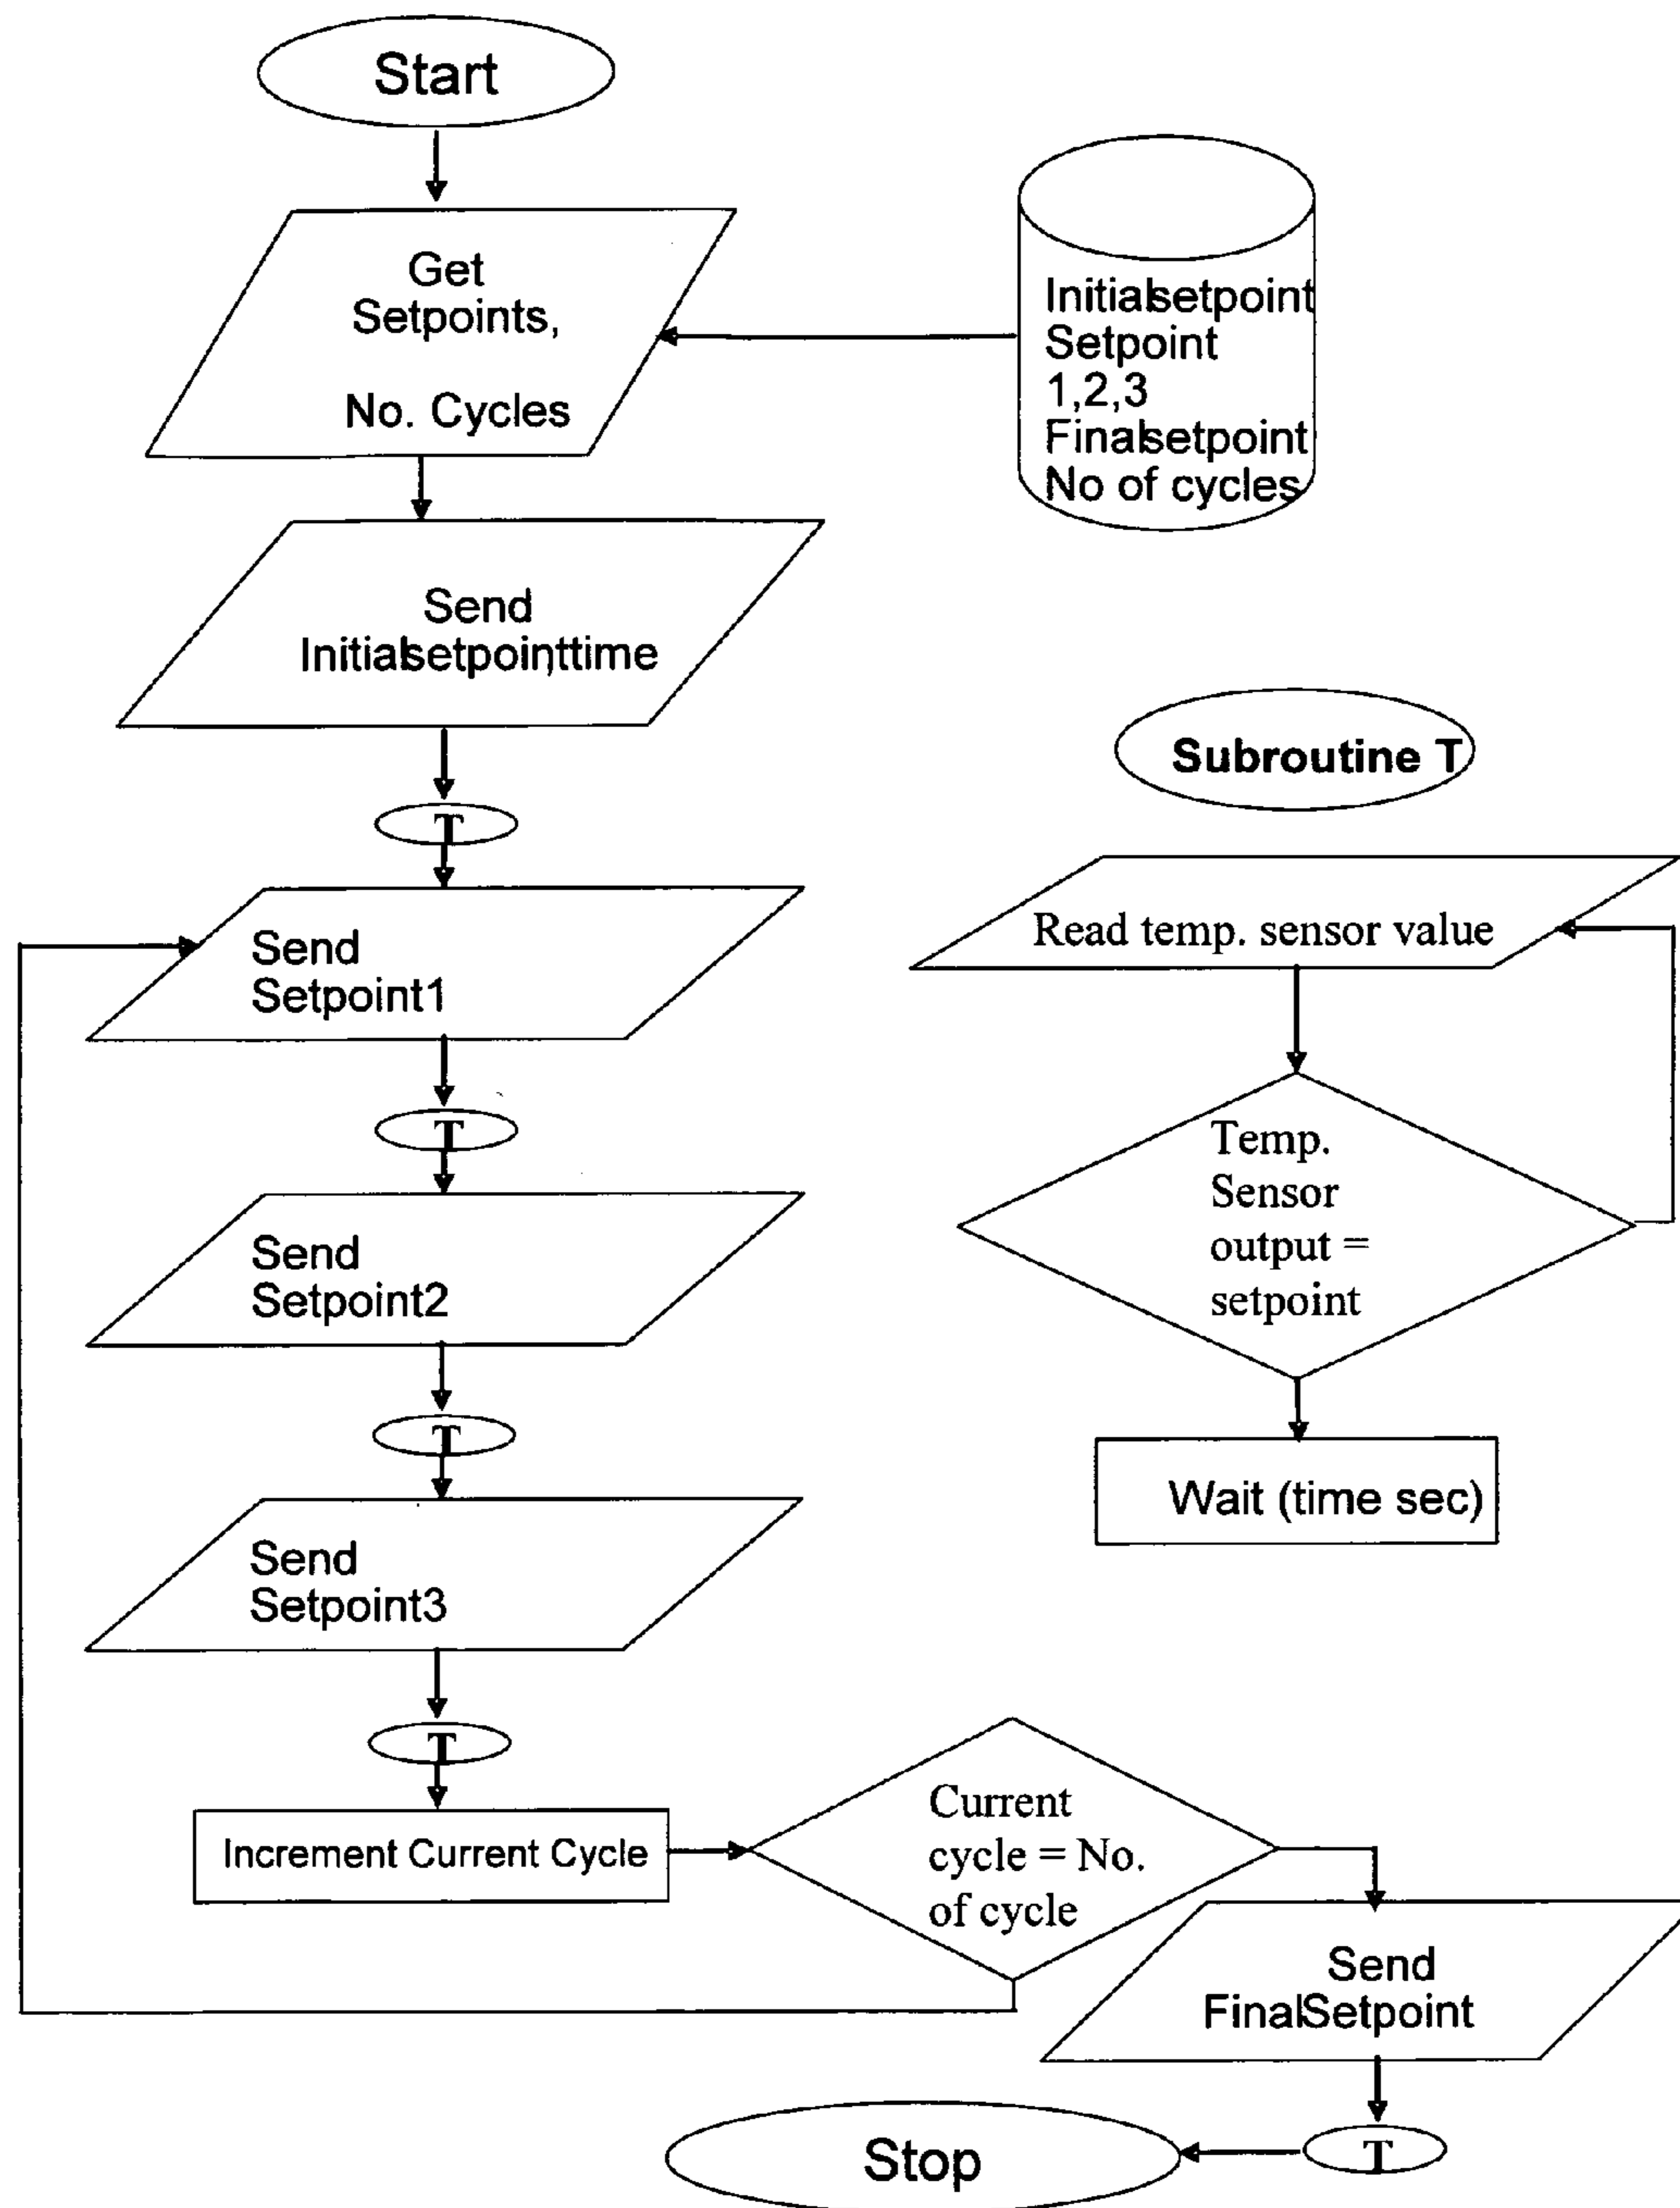 Start
Get
Setpoints,
No. Cycles
Initialsetpoint
Setpoint
1,2,3
Finalsetpoint
No of cycles
Send
Initialsetpoint,time
T
Send
Setpoint1
T
Send
Setpoint2
T
Send
Setpoint3
T
Increment Current Cycle
Current
cycle = No.
of cycle
Send
FinalSetpoint
T
Stop
Subroutine T
Read temp. sensor value
Temp.
Sensor
output =
setpoint
Wait (time sec)